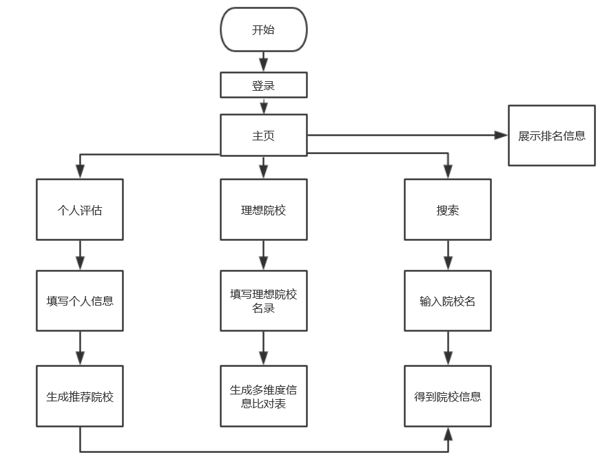 开始
登录
主页
展示排名信息
个人评估
理想院校
搜索
填写个人信息
填写理想院校
名录
输入院校名
生成推荐院校
生成多维度信
息比对表
得到院校信息